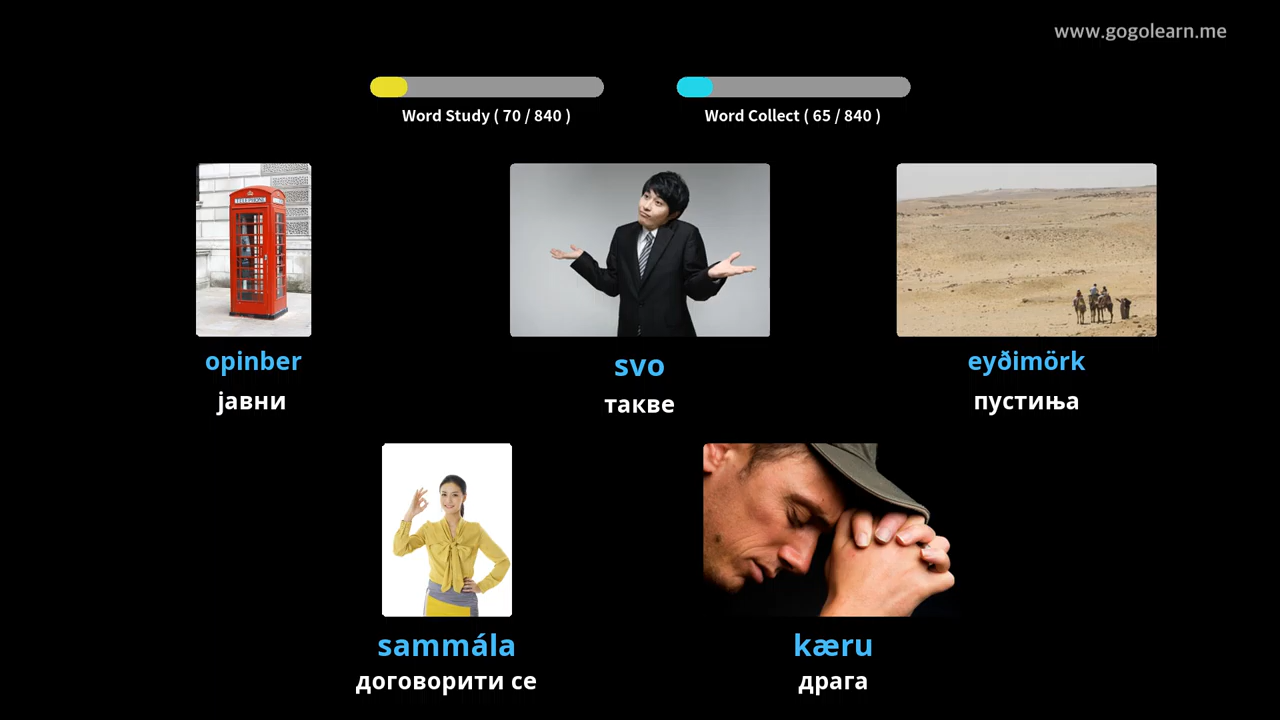 www.gogolearn.me
Word Study ( 70 / 840 )
Word Collect ( 65 / 840 )
TELEPHONE
opinber
svo
eyðimörk
јавни
такве
пустиња
sammála
kæru
договорити се
драга